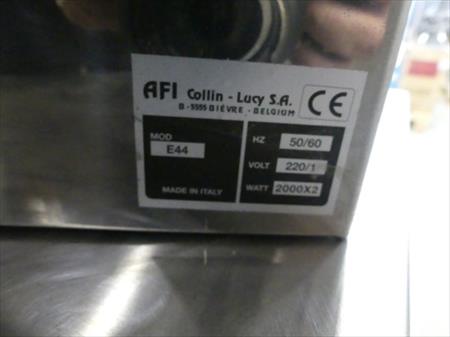 AFI Collin - Lucy S.A.
B - 5555 BIÈVRE - BELGIUM
CE
MOD
E44
MADE IN ITALY
HZ 50/60
VOLT 220/1
WATT 2000X2